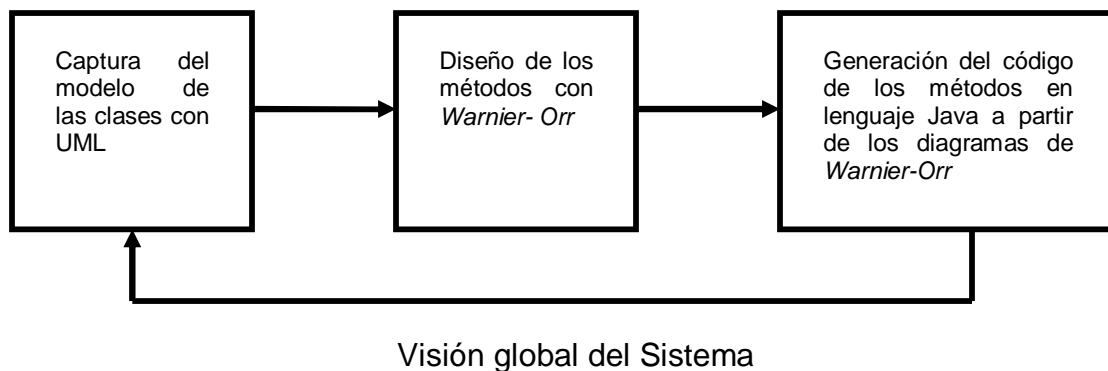 Captura del
modelo de
las clases con
UML
Diseño de los
métodos con
Warnier- Orr
Generación del código
de los métodos en
lenguaje Java a partir
de los diagramas de
Warnier-Orr
Visión global del Sistema